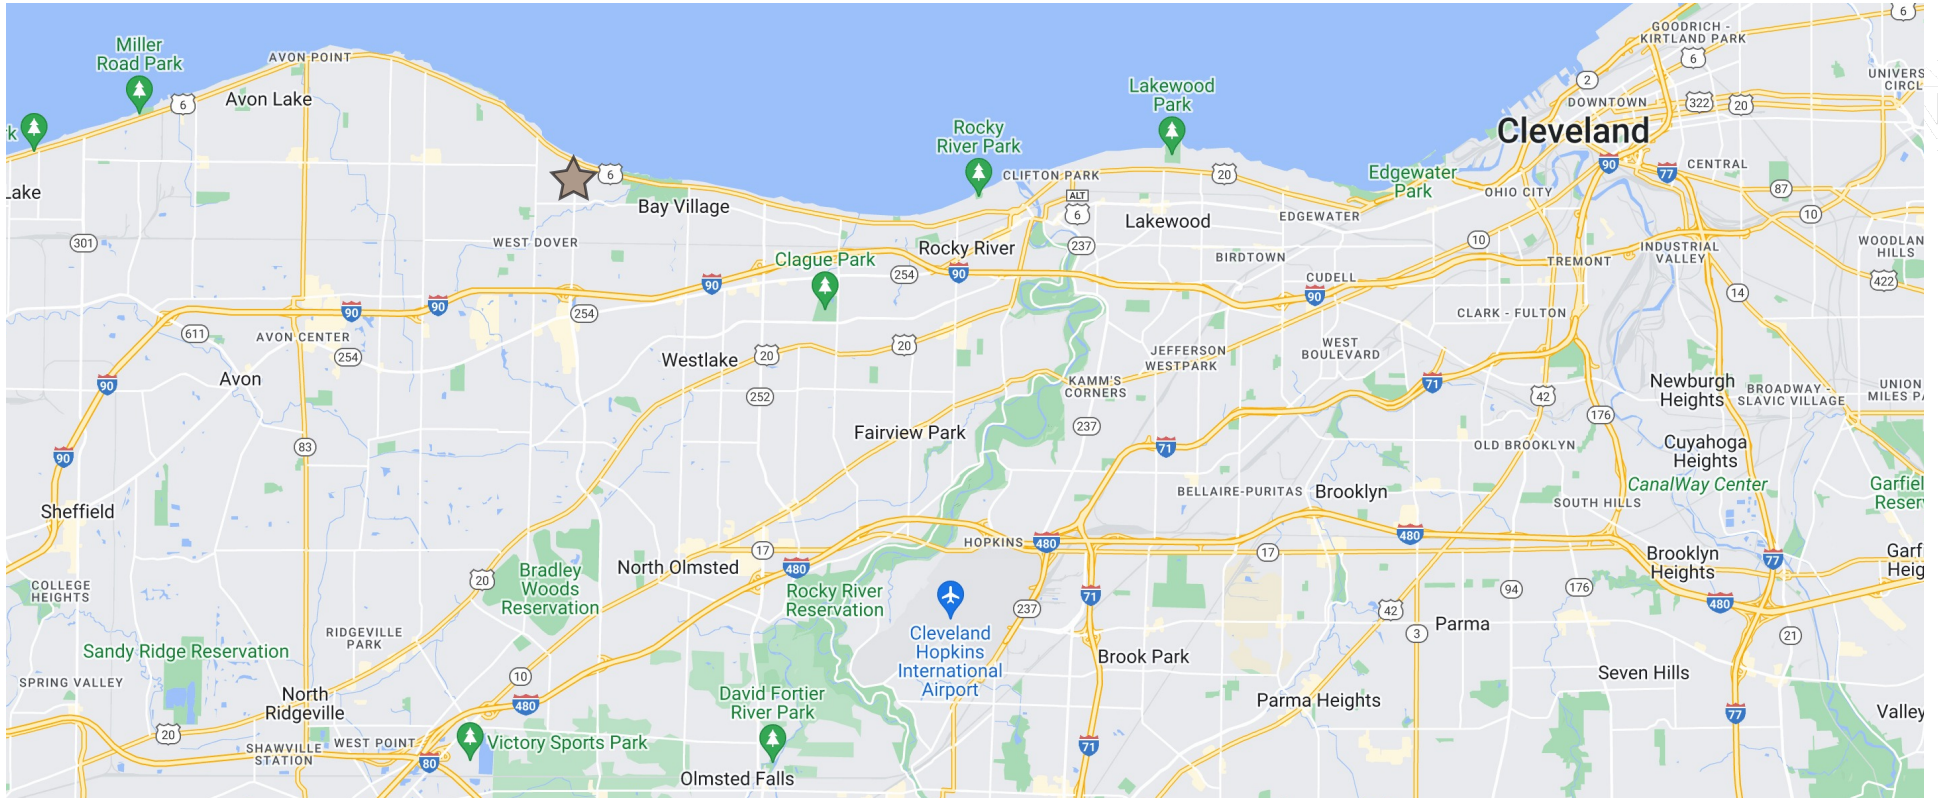 6
GOODRICH -
KIRTLAND PARK
Miller
Road Park
AVON POINT
6
UNIVERS
CIRCL
2
Lakewood
Park
Avon Lake
6
DOWNTOWN
322
20
Cleveland
rk
Rocky
River Park
90
77
CENTRAL
6
CLIFTON PARK
20
Edgewater
Park
OHIO CITY
87
Lake
ALT
6
Bay Village
Lakewood
EDGEWATER
10
301
WEST DOVER
Rocky River
237
10
INDUSTRIAL
VALLEY
WOODLAN
HILLS
Clague Park
254
90
BIRDTOWN
TREMONT
90
CUDELL
90
422
14
90
90
254
611
AVON CENTER
254
CLARK - FULTON
Westlake
20
20
JEFFERSON
WESTPARK
WEST
BOULEVARD
90
Avon
252
KAMM'S
CORNERS
71
42
Newburgh
Heights
BROADWAY -
SLAVIC VILLAGE
UNION
MILES PA
176
83
Fairview Park
237
71
OLD BROOKLYN
Cuyahoga
Heights
90
CanalWay Center
Garfiel
Reserv
Sheffield
BELLAIRE-PURITAS
Brooklyn
SOUTH HILLS
HOPKINS
480
480
17
17
North Olmsted
480
Brooklyn
Heights
77
Garf
Heig
COLLEGE
HEIGHTS
20
Bradley
Woods
Reservation
Rocky River
Reservation
237
71
94
176
480
42
3
Parma
21
RIDGEVILLE
PARK
Cleveland
Hopkins
International
Airport
Sandy Ridge Reservation
Brook Park
SPRING VALLEY
10
Seven Hills
North
Ridgeville
480
David Fortier
River Park
Parma Heights
77
Valley
20
SHAWVILLE
STATION
WEST POINT
Victory Sports Park
71
80
Olmsted Falls